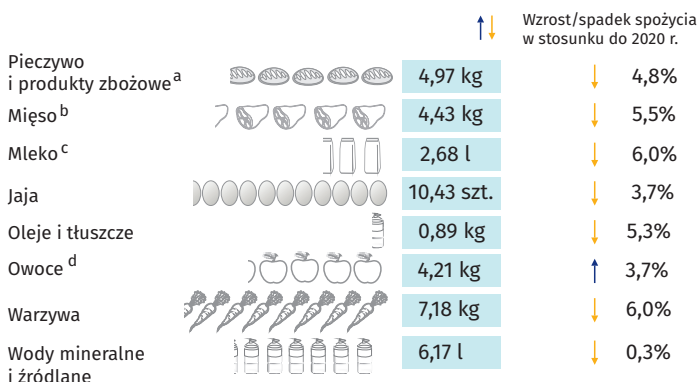 Wzrost/spadek spożycia
w stosunku do 2020 r.
Pieczywo
i produkty zbożowe a 4,97 kg 4,8%
Mięso b 4,43 kg 5,5%
Mleko c 2,68 l 6,0%
Jaja 10,43 szt. 3,7%
Oleje i tłuszcze 0,89 kg 5,3%
Owoce d 4,21 kg 3,7%
Warzywa 7,18 kg 6,0%
Wody mineralne
i źródlane 6,17 l 0,3%